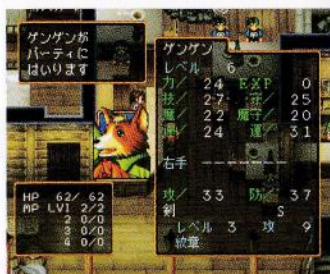 ゲンゲンが
パーティに
はいります
ゲンゲン
レベル 6
力/ 24 EXP 0
技/ 27 守/ 25
魔/ 22 魔守/ 20
速/ 24 運/ 31
右手 ------
攻/ 33 防/ 37
剣 S
レベル 3 攻 9
紋章
HP 62/ 62
MP LV1 2/2
2 0/0
3 0/0
4 0/0